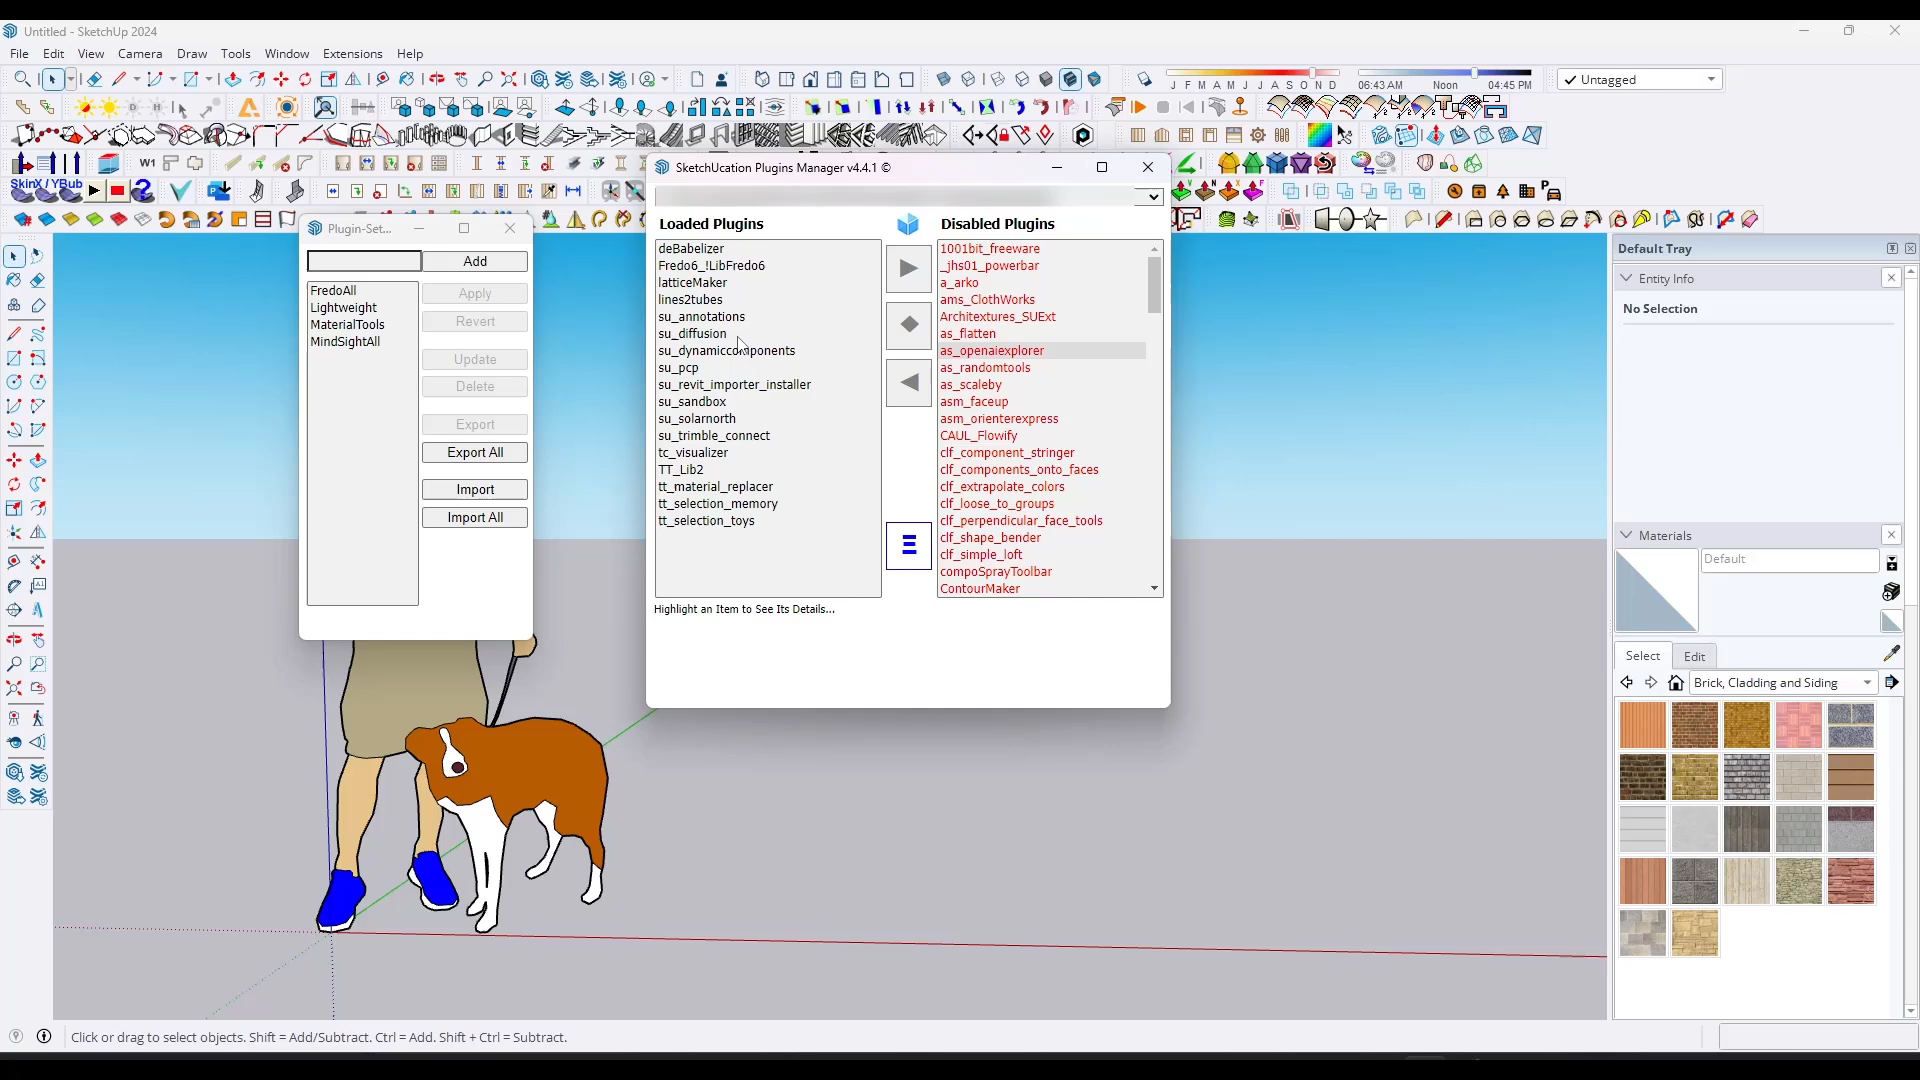 Untitled - SketchUp 2024
File Edit View Camera Draw Tools Window Extensions Help
J F M A M J J A S O N D 06:43 AM Noon 04:45 PM
Untagged
W1
SketchUcation Plugins Manager v4.4.1 ©
SkinX / YBub
V N X F
P
Plugin-Set...
Add
FredoAll
Lightweight
MaterialTools
MindSightAll
Apply
Revert
Update
Delete
Export
Export All
Import
Import All
Loaded Plugins
deBabelizer
Fredo6_!LibFredo6
latticeMaker
lines2tubes
su_annotations
su_diffusion
su_dynamiccomponents
su_pcp
su_revit_importer_installer
su_sandbox
su_solarnorth
su_trimble_connect
tc_visualizer
TT_Lib2
tt_material_replacer
tt_selection_memory
tt_selection_toys
Highlight an Item to See Its Details...
Disabled Plugins
1001bit_freeware
_jhs01_powerbar
a_arko
ams_ClothWorks
Architextures_SUExt
as_flatten
as_openaiexplorer
as_randomtools
as_scaleby
asm_faceup
asm_orienterexpress
CAUL_Flowify
clf_component_stringer
clf_components_onto_faces
clf_extrapolate_colors
clf_loose_to_groups
clf_perpendicular_face_tools
clf_shape_bender
clf_simple_loft
compoSprayToolbar
ContourMaker
Default Tray
Entity Info
No Selection
Materials
Default
Select Edit
Brick, Cladding and Siding
Click or drag to select objects. Shift = Add/Subtract. Ctrl = Add. Shift + Ctrl = Subtract.